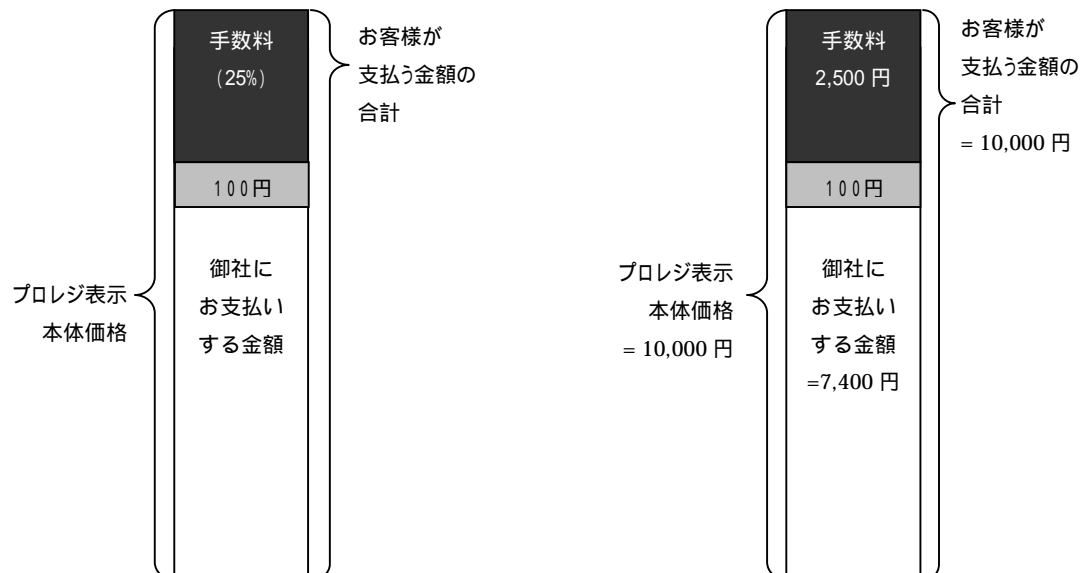 手数料
(25%)
お客様が
支払う金額の
合計
100円
御社に
お支払い
する金額
プロレジ表示
本体価格
手数料
2,500 円
お客様が
支払う金額の
合計
= 10,000 円
100円
御社に
お支払い
する金額
=7,400 円
プロレジ表示
本体価格
= 10,000 円